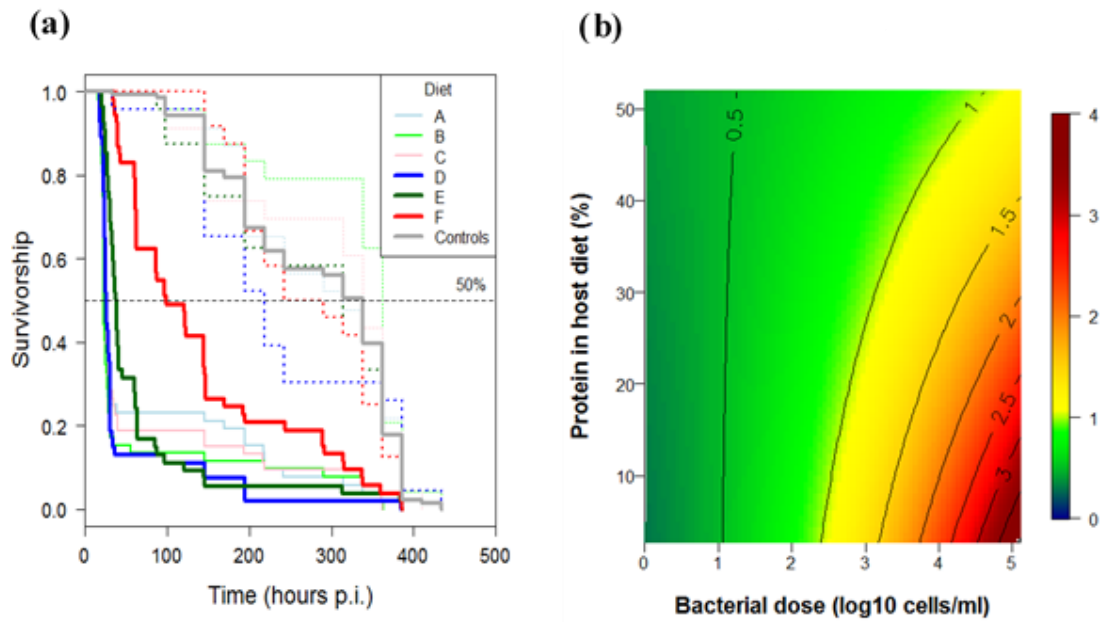 (a)
(b)
Survivorship
1.0
0.8
0.6
0.4
0.2
0.0
Diet
A
B
C
D
E
F
Controls
50%
0
100
200
300
400
500
Time (hours p.i.)
Protein in host diet (%)
50
40
30
20
10
0.5
1
1.5
2
2.5
3
0
1
2
3
4
5
Bacterial dose (log10 cells/ml)
4
3
2
1
0